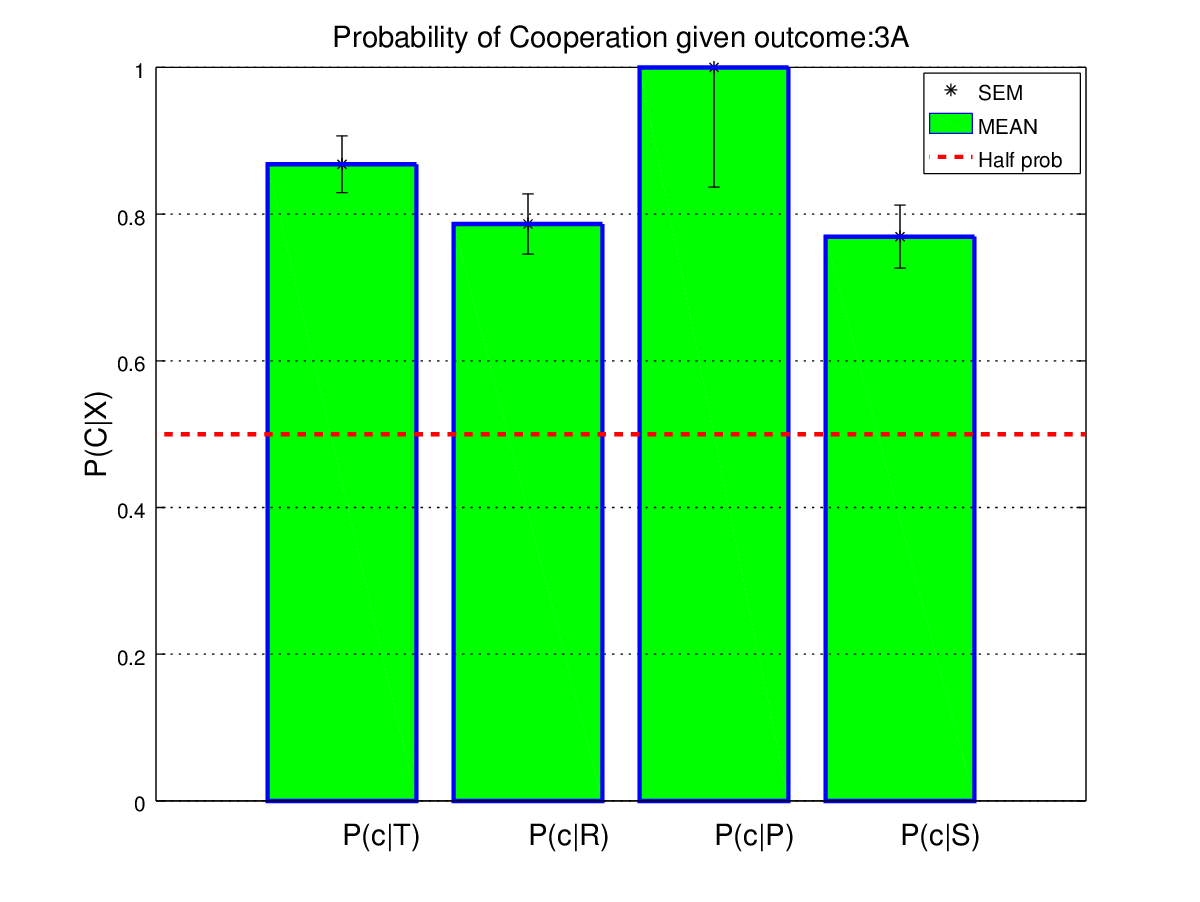 Probability of Cooperation given outcome:3A
SEM
MEAN
Half prob
P(C|X)
1
0.8
0.6
0.4
0.2
0
P(c|T)
P(c|R)
P(c|P)
P(c|S)